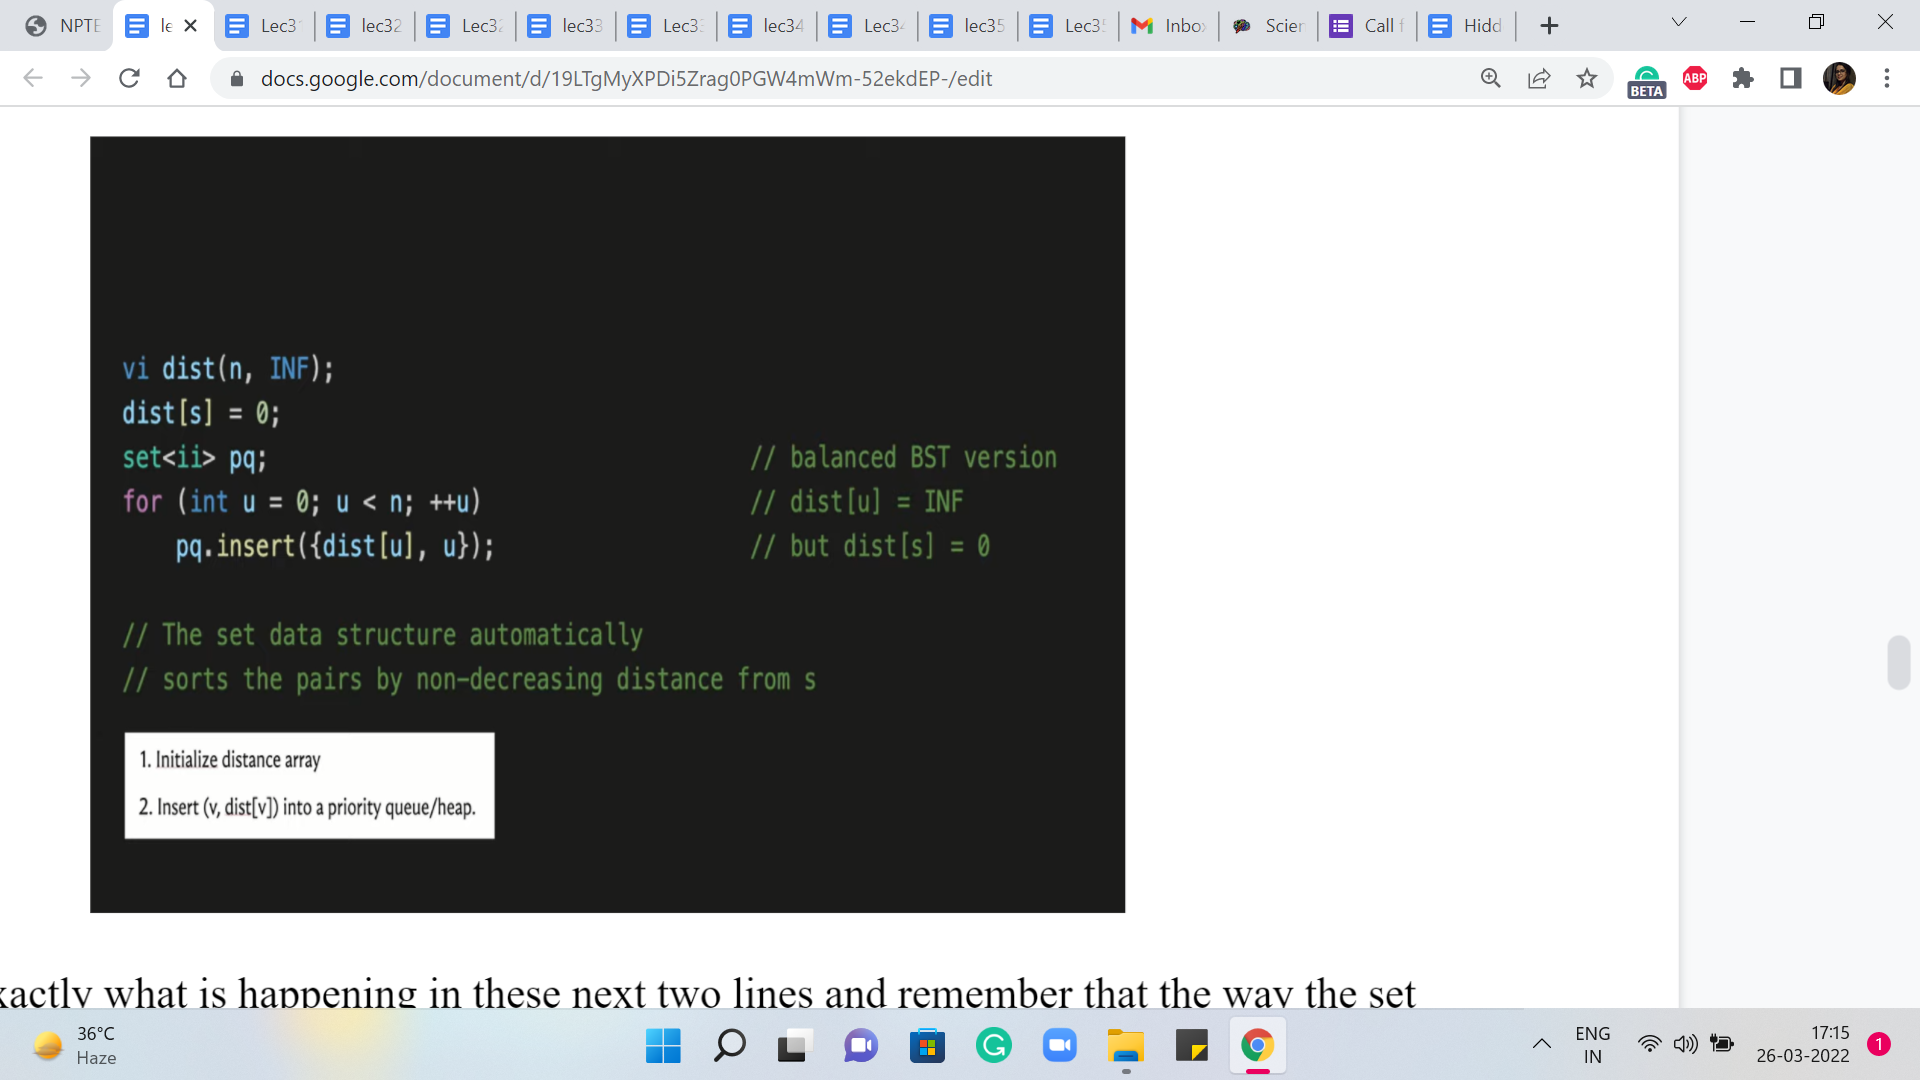 NPTE
le
Lec3
lec32
Lec32
lec33
Lec3
lec34
Lec34
lec35
Lec35
Inbo
Scien
Call f
Hidd
docs.google.com/document/d/19LTgMyXPDi5Zrag0PGW4mWm-52ekdEP-/edit
BETA
ABP
vi dist(n, INF);
dist[s] = 0;
set<ii> pq; // balanced BST version
for (int u = 0; u < n; ++u) // dist[u] = INF
pq.insert({dist[u], u}); // but dist[s] = 0
// The set data structure automatically
// sorts the pairs by non-decreasing distance from s
1. Initialize distance array
2. Insert (v, dist[v]) into a priority queue/heap.
xactly what is happening in these next two lines and remember that the way the set
36°C
Haze
ENG
IN
17:15
26-03-2022
1